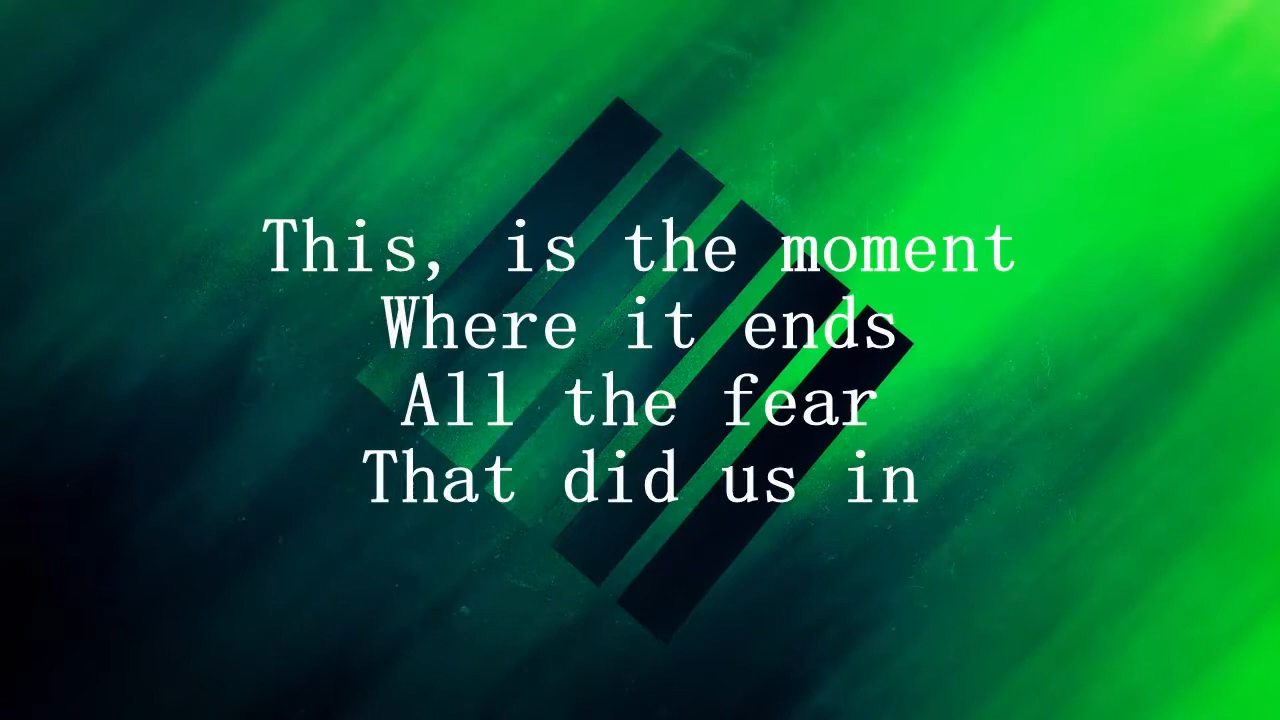 This, is the moment
Where it ends
All the fear
That did us in